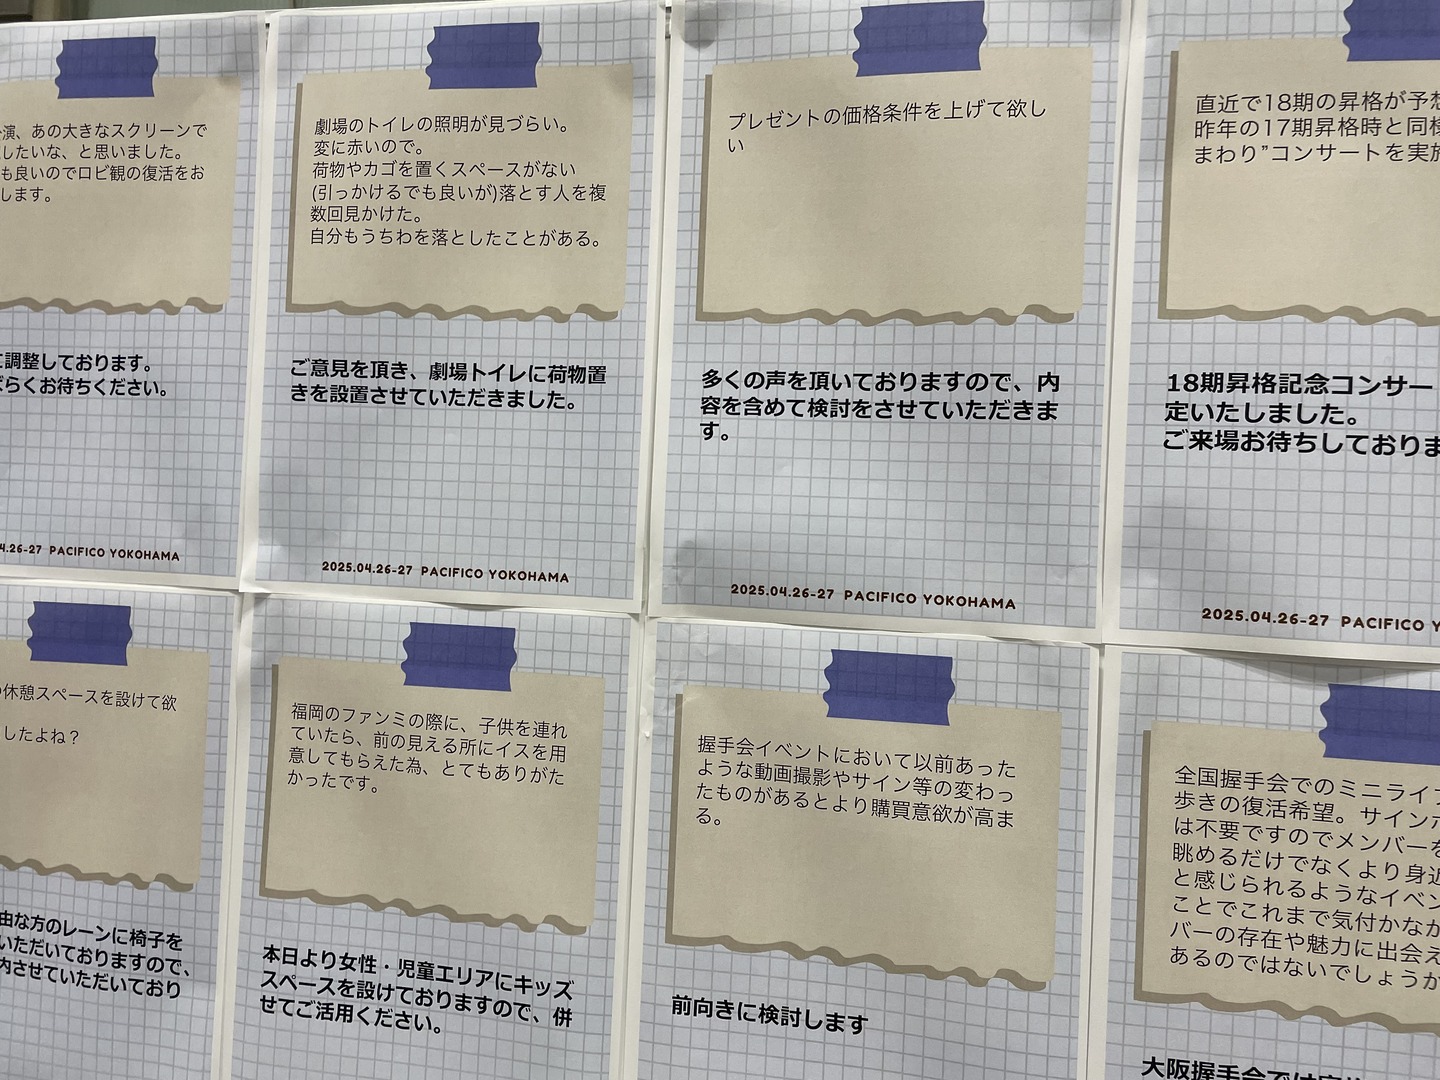 演、あの大きなスクリーンで
したいな、と思いました。
も良いのでロビ観の復活をお
します。
に調整しております。
らくお待ちください。
4.26-27 PACIFICO YOKOHAMA
劇場のトイレの照明が見づらい。
変に赤いので。
荷物やカゴを置くスペースがない
(引っかけるでも良いが)落とす人を複
数回見かけた。
自分もうちわを落としたことがある。
ご意見を頂き、劇場トイレに荷物置
きを設置させていただきました。
2025.04.26-27 PACIFICO YOKOHAMA
プレゼントの価格条件を上げて欲し
い
多くの声を頂いておりますので、内
容を含めて検討をさせていただきま
す。
2025.04.26-27 PACIFICO YOKOHAMA
直近で18期の昇格が予想
昨年の17期昇格時と同様
まわり”コンサートを実施
18期昇格記念コンサー
定いたしました。
ご来場お待ちしておりま
2025.04.26-27 PACIFICO Y
の休憩スペースを設けて欲
したよね？
由な方のレーンに椅子を
いただいておりますので、
内させていただいており
福岡のファンミの際に、子供を連れ
ていたら、前の見える所にイスを用
意してもらえた為、とてもありがた
かったです。
本日より女性・児童エリアにキッズ
スペースを設けておりますので、併
せてご活用ください。
握手会イベントにおいて以前あった
ような動画撮影やサイン等の変わっ
たものがあるとより購買意欲が高ま
る。
前向きに検討します
全国握手会でのミニライブ
歩きの復活希望。サインボ
は不要ですのでメンバーを
眺めるだけでなくより身近
と感じられるようなイベン
ことでこれまで気付かなか
バーの存在や魅力に出会え
あるのではないでしょうか
大阪握手会では